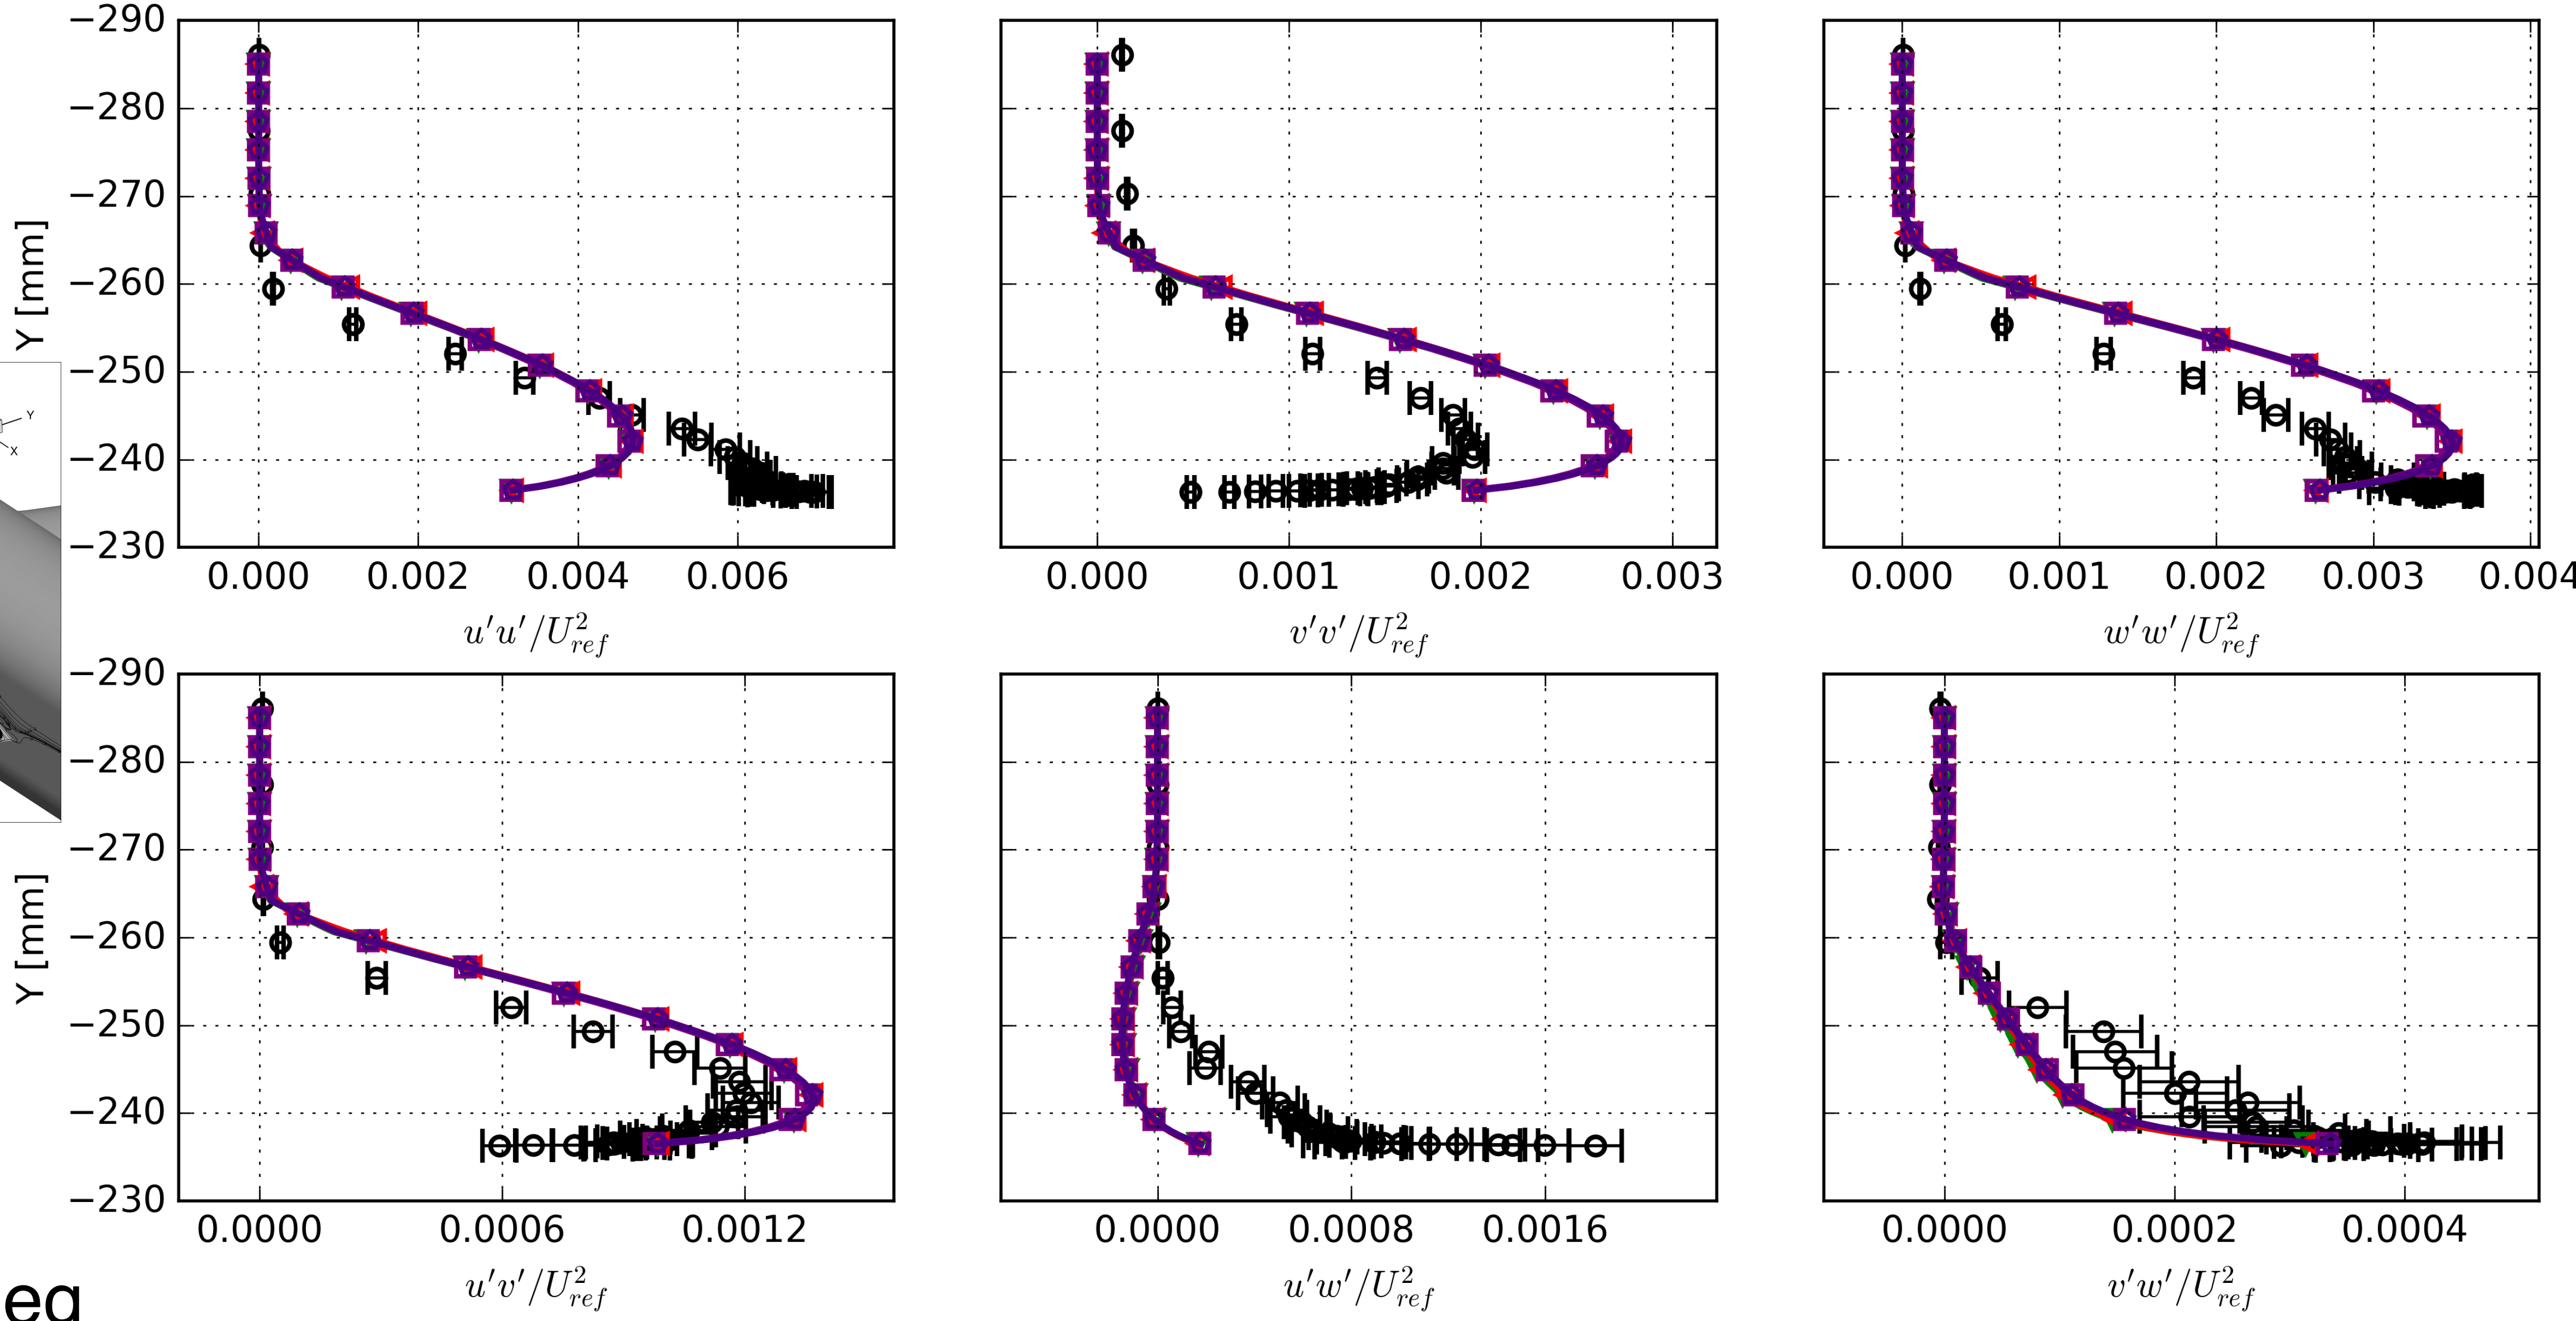 −290
−280
−270
−260
−250
−240
−230
Y [mm]
0.000 0.002 0.004 0.006
u′u′/U²ref
0.000 0.001 0.002 0.003
v′v′/U²ref
0.000 0.001 0.002 0.003 0.004
w′w′/U²ref
Y
X
−290
−280
−270
−260
−250
−240
−230
Y [mm]
0.0000 0.0006 0.0012
u′v′/U²ref
0.0000 0.0008 0.0016
u′w′/U²ref
0.0000 0.0002 0.0004
v′w′/U²ref